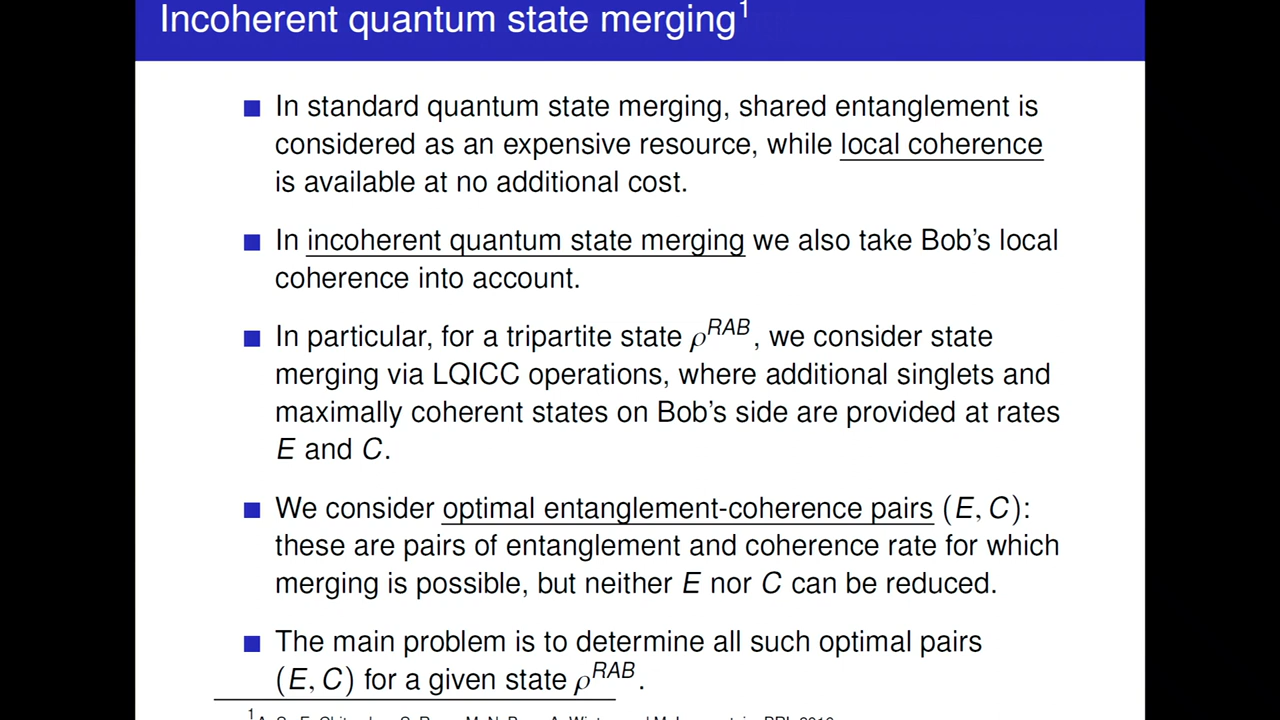 Incoherent quantum state merging¹
■ In standard quantum state merging, shared entanglement is
considered as an expensive resource, while local coherence
is available at no additional cost.
■ In incoherent quantum state merging we also take Bob's local
coherence into account.
■ In particular, for a tripartite state ρ^RAB, we consider state
merging via LQICC operations, where additional singlets and
maximally coherent states on Bob's side are provided at rates
E and C.
■ We consider optimal entanglement-coherence pairs (E, C):
these are pairs of entanglement and coherence rate for which
merging is possible, but neither E nor C can be reduced.
■ The main problem is to determine all such optimal pairs
(E, C) for a given state ρ^RAB.